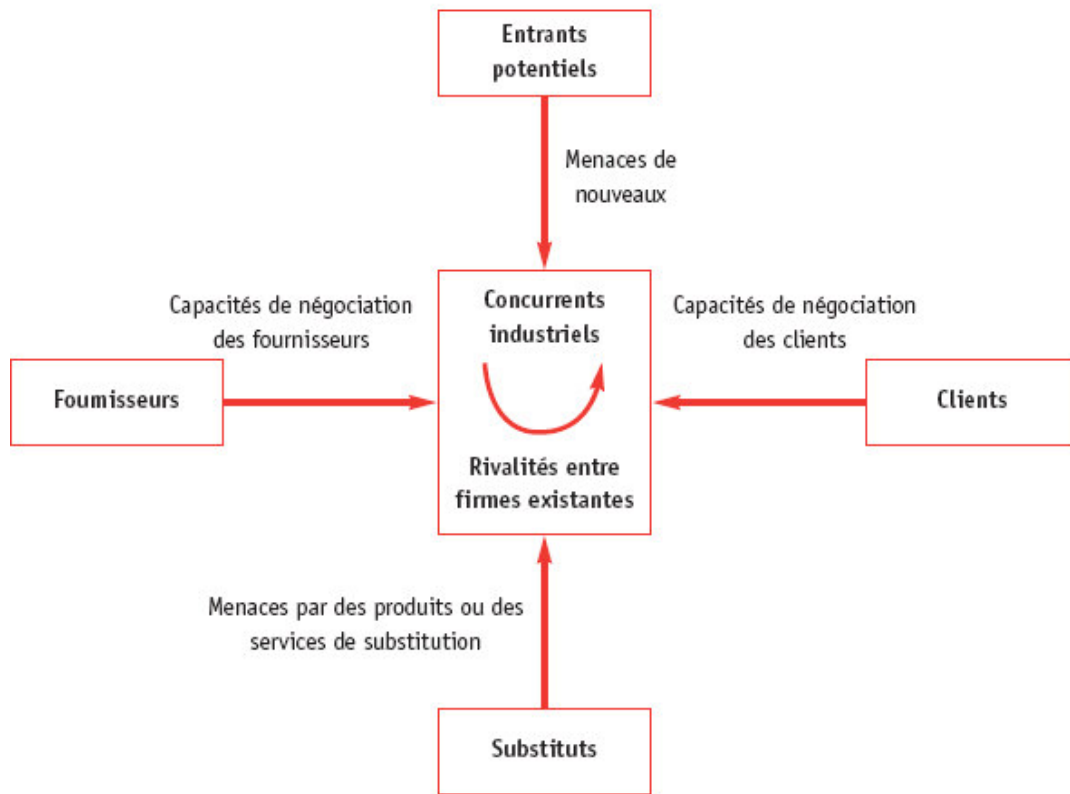 Entrants
potentiels
Menaces de
nouveaux
Capacités de négociation
des fournisseurs
Concurrents
industriels
Capacités de négociation
des clients
Foumisseurs
Clients
Rivalités entre
firmes existantes
Menaces par des produits ou des
services de substitution
Substituts